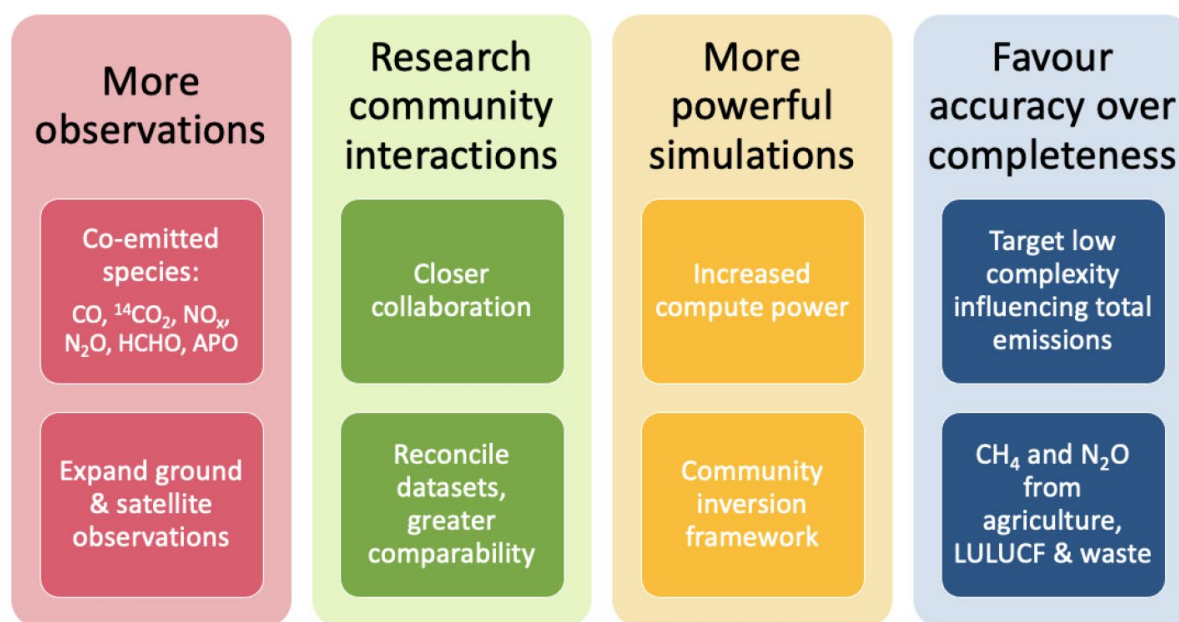 More
observations
Co-emitted
species:
CO, ¹⁴CO₂, NOₓ,
N₂O, HCHO, APO
Expand ground
& satellite
observations
Research
community
interactions
Closer
collaboration
Reconcile
datasets,
greater
comparability
More
powerful
simulations
Increased
compute power
Community
inversion
framework
Favour
accuracy over
completeness
Target low
complexity
influencing total
emissions
CH₄ and N₂O
from
agriculture,
LULUCF & waste